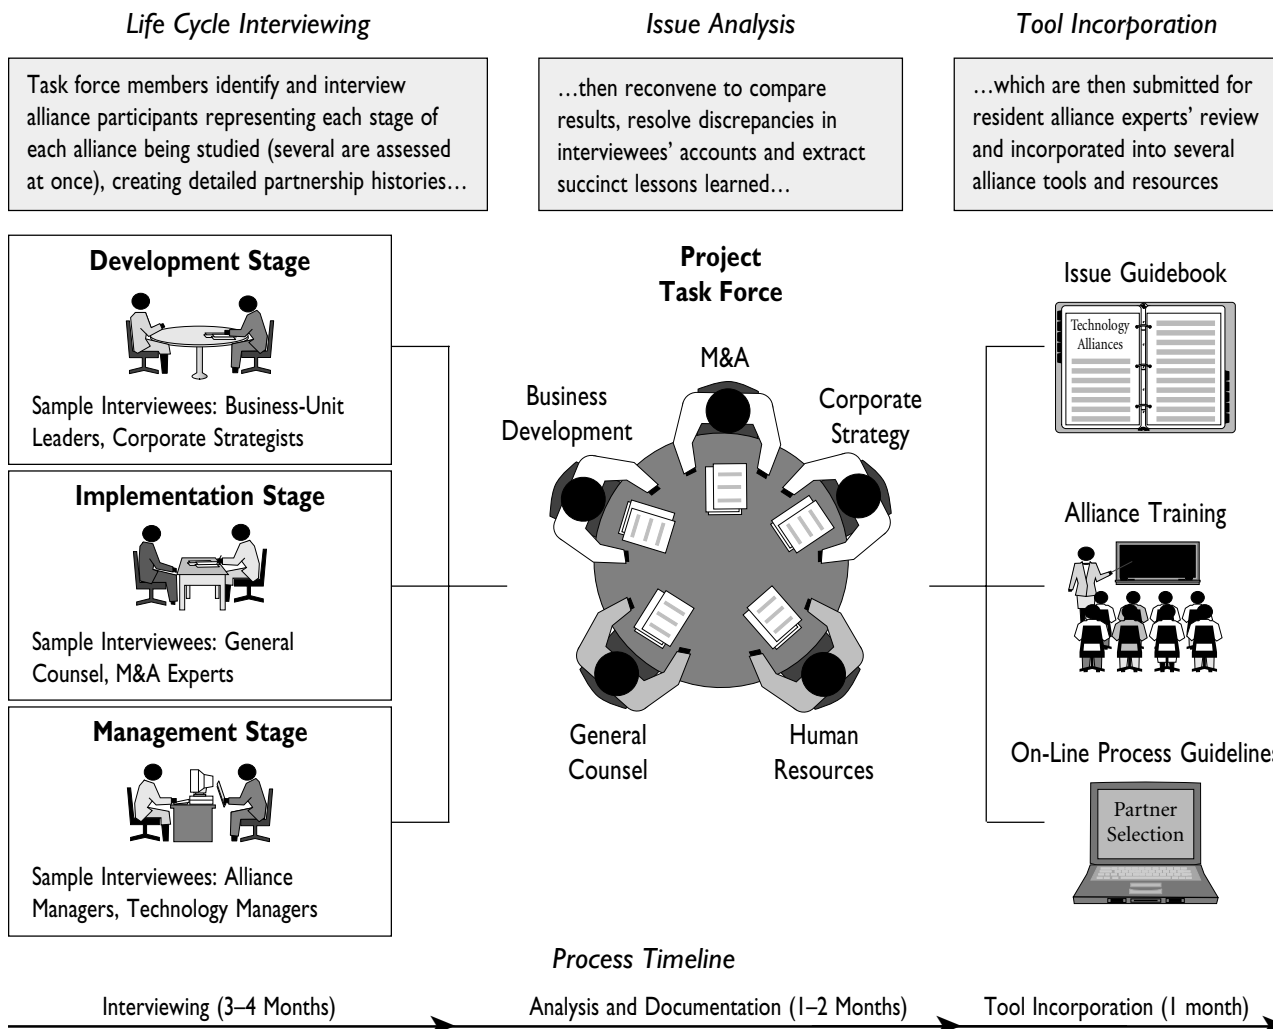 Life Cycle Interviewing
Issue Analysis
Tool Incorporation
Task force members identify and interview
alliance participants representing each stage of
each alliance being studied (several are assessed
at once), creating detailed partnership histories…
…then reconvene to compare
results, resolve discrepancies in
interviewees’ accounts and extract
succinct lessons learned…
…which are then submitted for
resident alliance experts’ review
and incorporated into several
alliance tools and resources
Development Stage
Sample Interviewees: Business-Unit
Leaders, Corporate Strategists
Implementation Stage
Sample Interviewees: General
Counsel, M&A Experts
Management Stage
Sample Interviewees: Alliance
Managers, Technology Managers
Project
Task Force
M&A
Business
Development
Corporate
Strategy
General
Counsel
Human
Resources
Issue Guidebook
Technology
Alliances
Alliance Training
On-Line Process Guidelines
Partner
Selection
Process Timeline
Interviewing (3–4 Months)
Analysis and Documentation (1–2 Months)
Tool Incorporation (1 month)